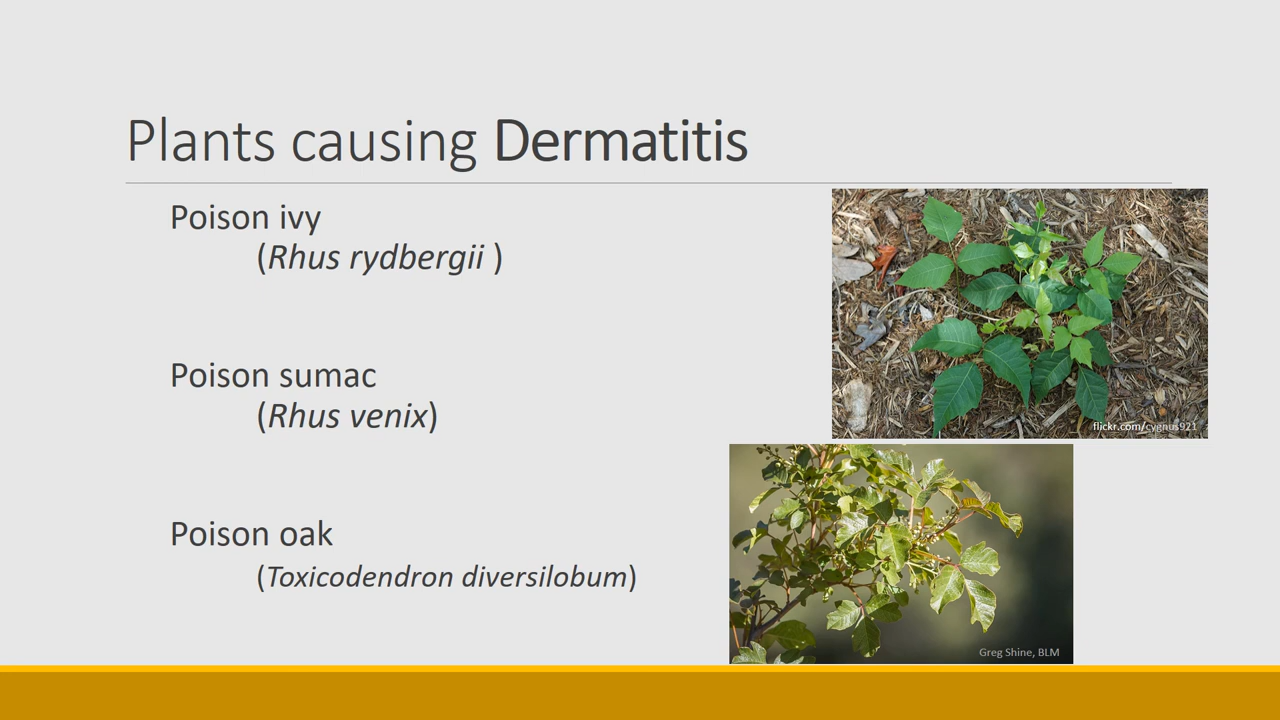 Plants causing Dermatitis
Poison ivy
(Rhus rydbergii )
Poison sumac
(Rhus venix)
Poison oak
(Toxicodendron diversilobum)
flickr.com/cygnus921
Greg Shine, BLM